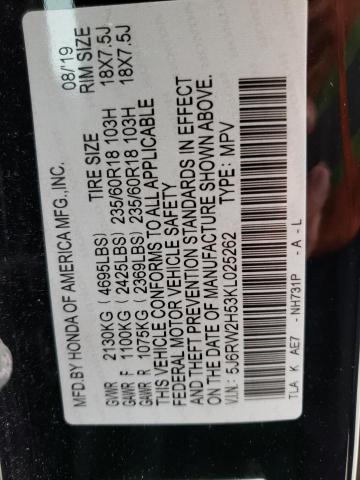 MFD.BY HONDA OF AMERICA MFG.,INC. 08/19
TIRE SIZE RIM SIZE
GVWR 2130KG (4695LBS)
GAWR F 1100KG (2425LBS) 235/60R18 103H 18X7.5J
GAWR R 1075KG (2369LBS) 235/60R18 103H 18X7.5J
THIS VEHICLE CONFORMS TO ALL APPLICABLE
FEDERAL MOTOR VEHICLE SAFETY
AND THEFT PREVENTION STANDARDS IN EFFECT
ON THE DATE OF MANUFACTURE SHOWN ABOVE.
V.I.N.: 5J6RW2H53KL025262 TYPE: MPV
TLA K AE7 - NH731P - A - L